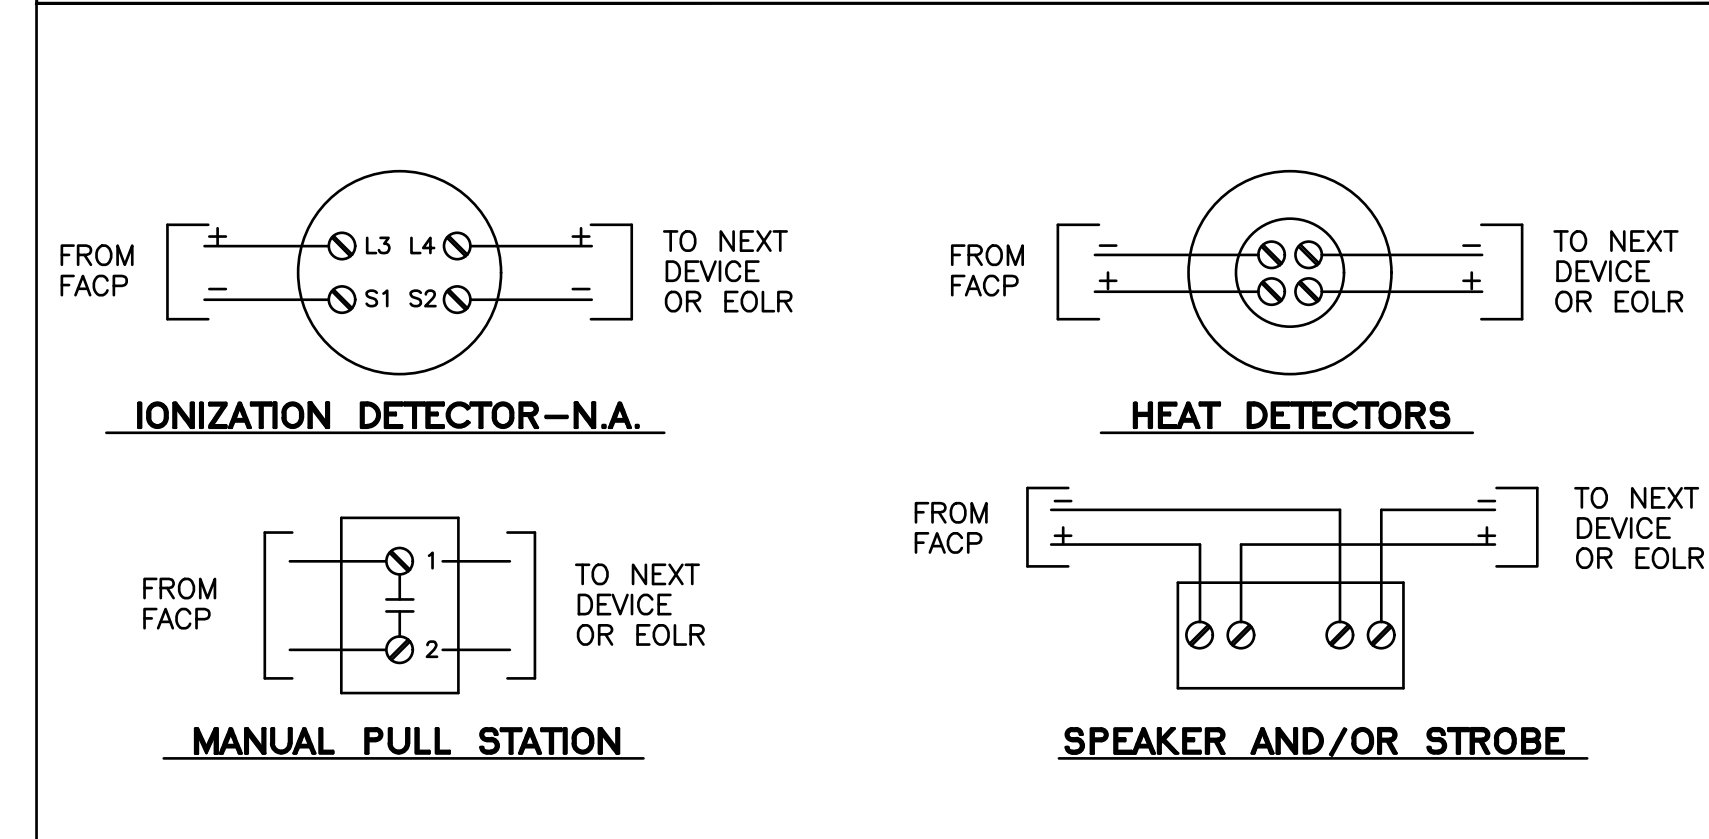 FROM
FACP
+
−
L3 L4
S1 S2
+
−
TO NEXT
DEVICE
OR EOLR
IONIZATION DETECTOR−N.A.
FROM
FACP
−
+
−
+
TO NEXT
DEVICE
OR EOLR
HEAT DETECTORS
FROM
FACP
1
2
TO NEXT
DEVICE
OR EOLR
MANUAL PULL STATION
FROM
FACP
−
+
−
+
TO NEXT
DEVICE
OR EOLR
SPEAKER AND/OR STROBE